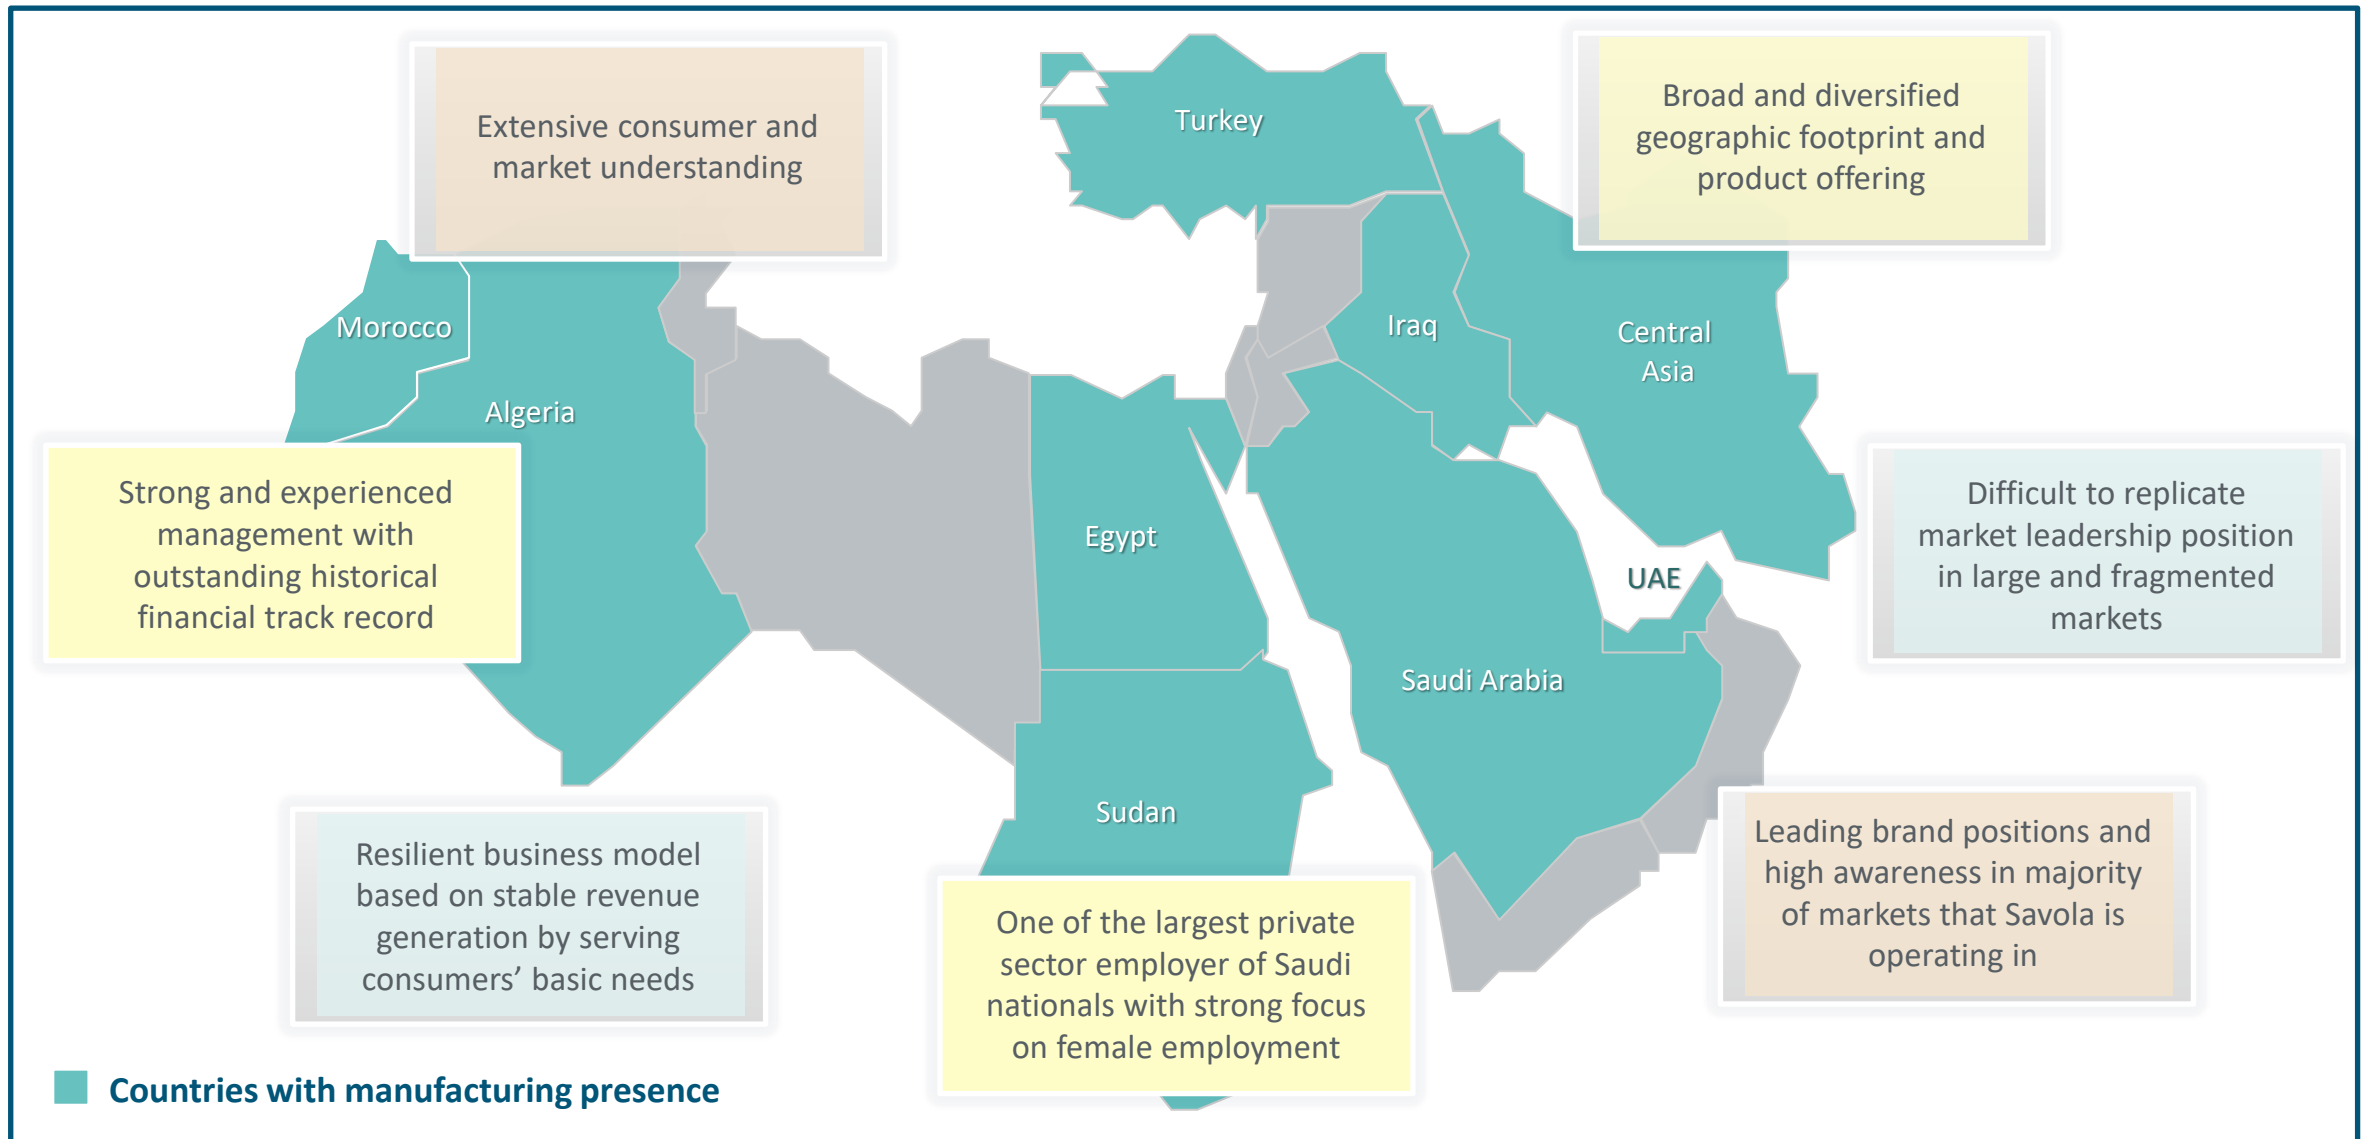 Extensive consumer and
market understanding
Turkey
Broad and diversified
geographic footprint and
product offering
Morocco
Iraq
Central
Asia
Algeria
Strong and experienced
management with
outstanding historical
financial track record
Egypt
UAE
Difficult to replicate
market leadership position
in large and fragmented
markets
Saudi Arabia
Sudan
Resilient business model
based on stable revenue
generation by serving
consumers’ basic needs
One of the largest private
sector employer of Saudi
nationals with strong focus
on female employment
Leading brand positions and
high awareness in majority
of markets that Savola is
operating in
Countries with manufacturing presence